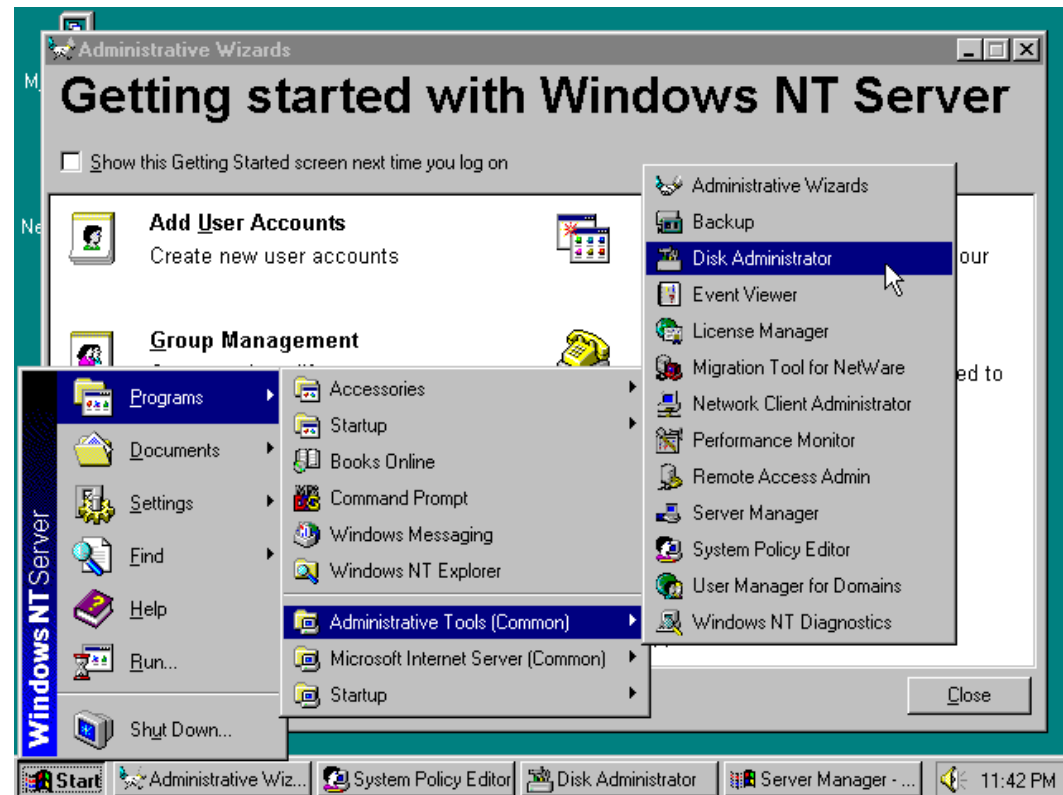 Administrative Wizards
Getting started with Windows NT Server
Show this Getting Started screen next time you log on
Add User Accounts
Create new user accounts
our
Group Management
ed to
Administrative Wizards
Backup
Disk Administrator
Event Viewer
License Manager
Migration Tool for NetWare
Network Client Administrator
Performance Monitor
Remote Access Admin
Server Manager
System Policy Editor
User Manager for Domains
Windows NT Diagnostics
Accessories
Startup
Books Online
Command Prompt
Windows Messaging
Windows NT Explorer
Administrative Tools (Common)
Microsoft Internet Server (Common)
Startup
Programs
Documents
Settings
Find
Help
Run...
Shut Down...
Windows NT Server
Close
Start
Administrative Wiz...
System Policy Editor
Disk Administrator
Server Manager - ...
11:42 PM